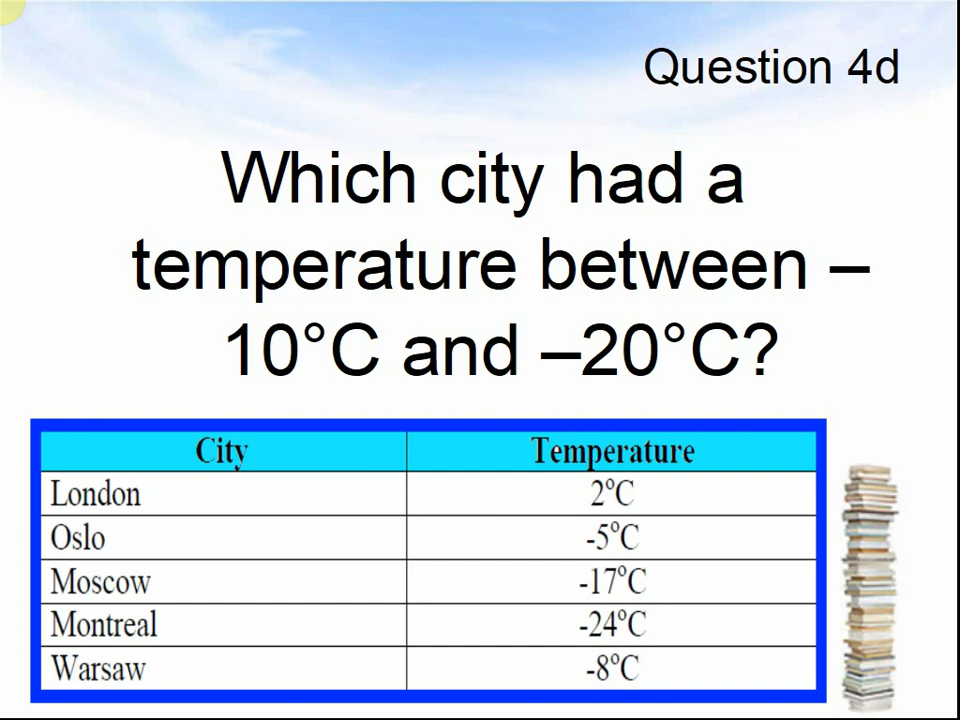 Question 4d
Which city had a
temperature between –
10°C and –20°C?
City Temperature
London 2°C
Oslo -5°C
Moscow -17°C
Montreal -24°C
Warsaw -8°C